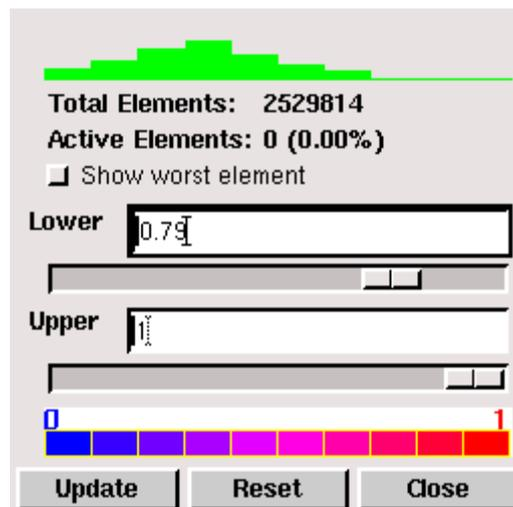 Total Elements: 2529814
Active Elements: 0 (0.00%)
Show worst element
Lower 0.79
Upper 1
0 1
Update Reset Close